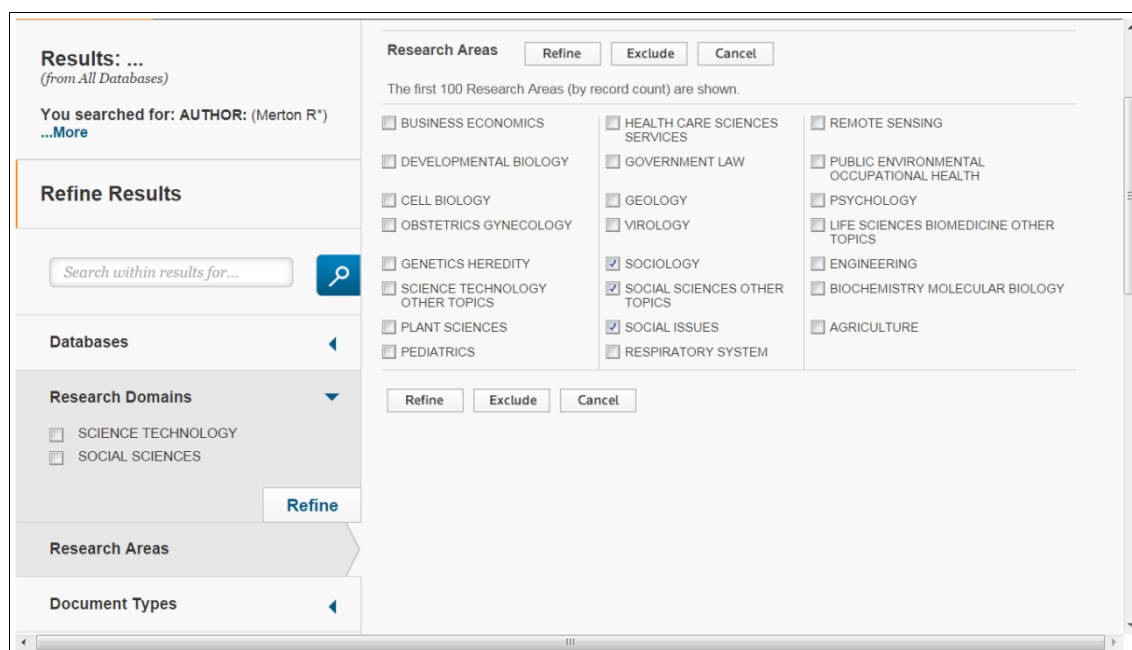 Results: ...
(from All Databases)
You searched for: AUTHOR: (Merton R*)
...More
Refine Results
Search within results for...
Databases
Research Domains
SCIENCE TECHNOLOGY
SOCIAL SCIENCES
Refine
Research Areas
Document Types
Research Areas
Refine
Exclude
Cancel
The first 100 Research Areas (by record count) are shown.
BUSINESS ECONOMICS
DEVELOPMENTAL BIOLOGY
CELL BIOLOGY
OBSTETRICS GYNECOLOGY
GENETICS HEREDITY
SCIENCE TECHNOLOGY
OTHER TOPICS
PLANT SCIENCES
PEDIATRICS
HEALTH CARE SCIENCES
SERVICES
GOVERNMENT LAW
GEOLOGY
VIROLOGY
SOCIOLOGY
SOCIAL SCIENCES OTHER
TOPICS
SOCIAL ISSUES
RESPIRATORY SYSTEM
REMOTE SENSING
PUBLIC ENVIRONMENTAL
OCCUPATIONAL HEALTH
PSYCHOLOGY
LIFE SCIENCES BIOMEDICINE OTHER
TOPICS
ENGINEERING
BIOCHEMISTRY MOLECULAR BIOLOGY
AGRICULTURE
Refine
Exclude
Cancel